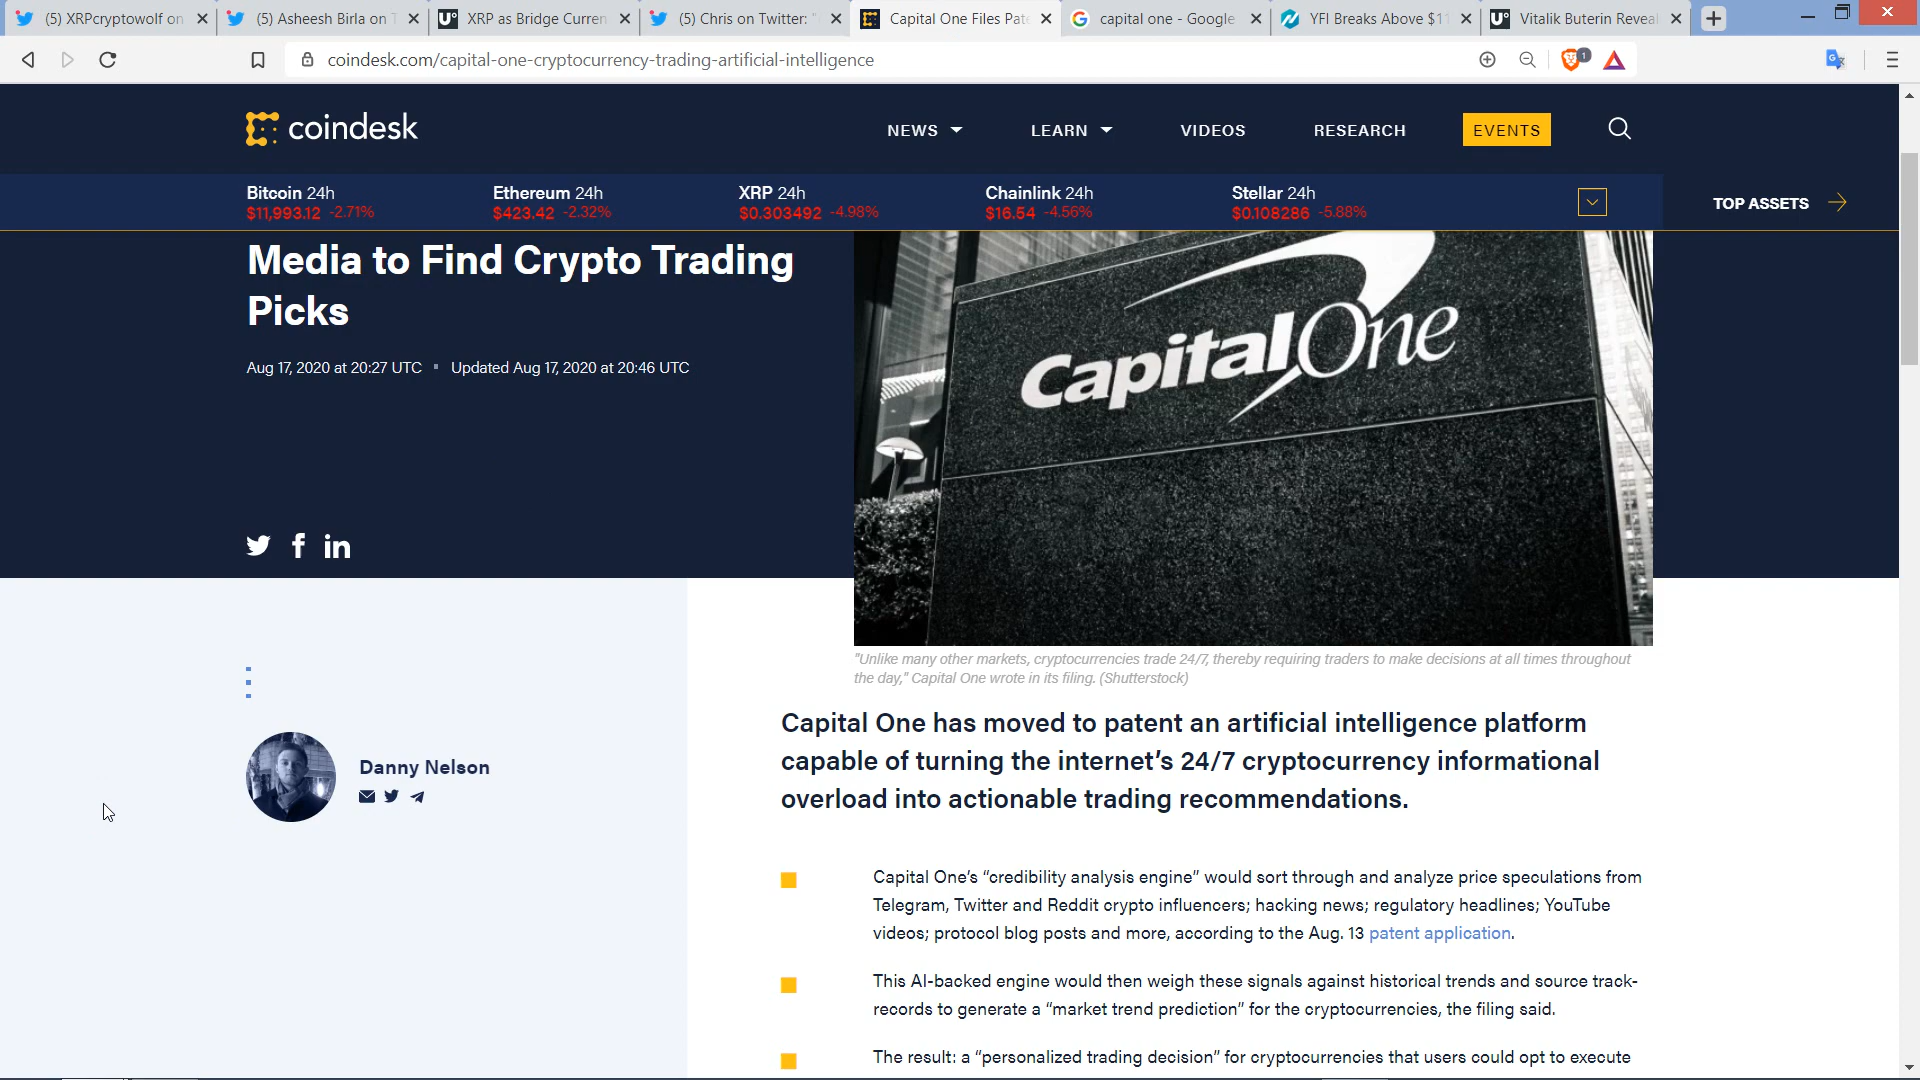 (5) XRPcryptowolf on
(5) Asheesh Birla on T
XRP as Bridge Curren
(5) Chris on Twitter: "
Capital One Files Pate
capital one - Google
YFI Breaks Above $11
Vitalik Buterin Reveal
coindesk.com/capital-one-cryptocurrency-trading-artificial-intelligence
1
coindesk
NEWS
LEARN
VIDEOS
RESEARCH
EVENTS
Bitcoin 24h
$11,993.12 -2.71%
Ethereum 24h
$423.42 -2.32%
XRP 24h
$0.303492 -4.98%
Chainlink 24h
$16.54 -4.56%
Stellar 24h
$0.108286 -5.88%
TOP ASSETS
Media to Find Crypto Trading
Picks
Aug 17, 2020 at 20:27 UTC
Updated Aug 17, 2020 at 20:46 UTC
CapitalOne
"Unlike many other markets, cryptocurrencies trade 24/7, thereby requiring traders to make decisions at all times throughout
the day," Capital One wrote in its filing. (Shutterstock)
Danny Nelson
Capital One has moved to patent an artificial intelligence platform
capable of turning the internet’s 24/7 cryptocurrency informational
overload into actionable trading recommendations.
Capital One’s “credibility analysis engine” would sort through and analyze price speculations from
Telegram, Twitter and Reddit crypto influencers; hacking news; regulatory headlines; YouTube
videos; protocol blog posts and more, according to the Aug. 13 patent application.
This AI-backed engine would then weigh these signals against historical trends and source track-
records to generate a “market trend prediction” for the cryptocurrencies, the filing said.
The result: a “personalized trading decision” for cryptocurrencies that users could opt to execute